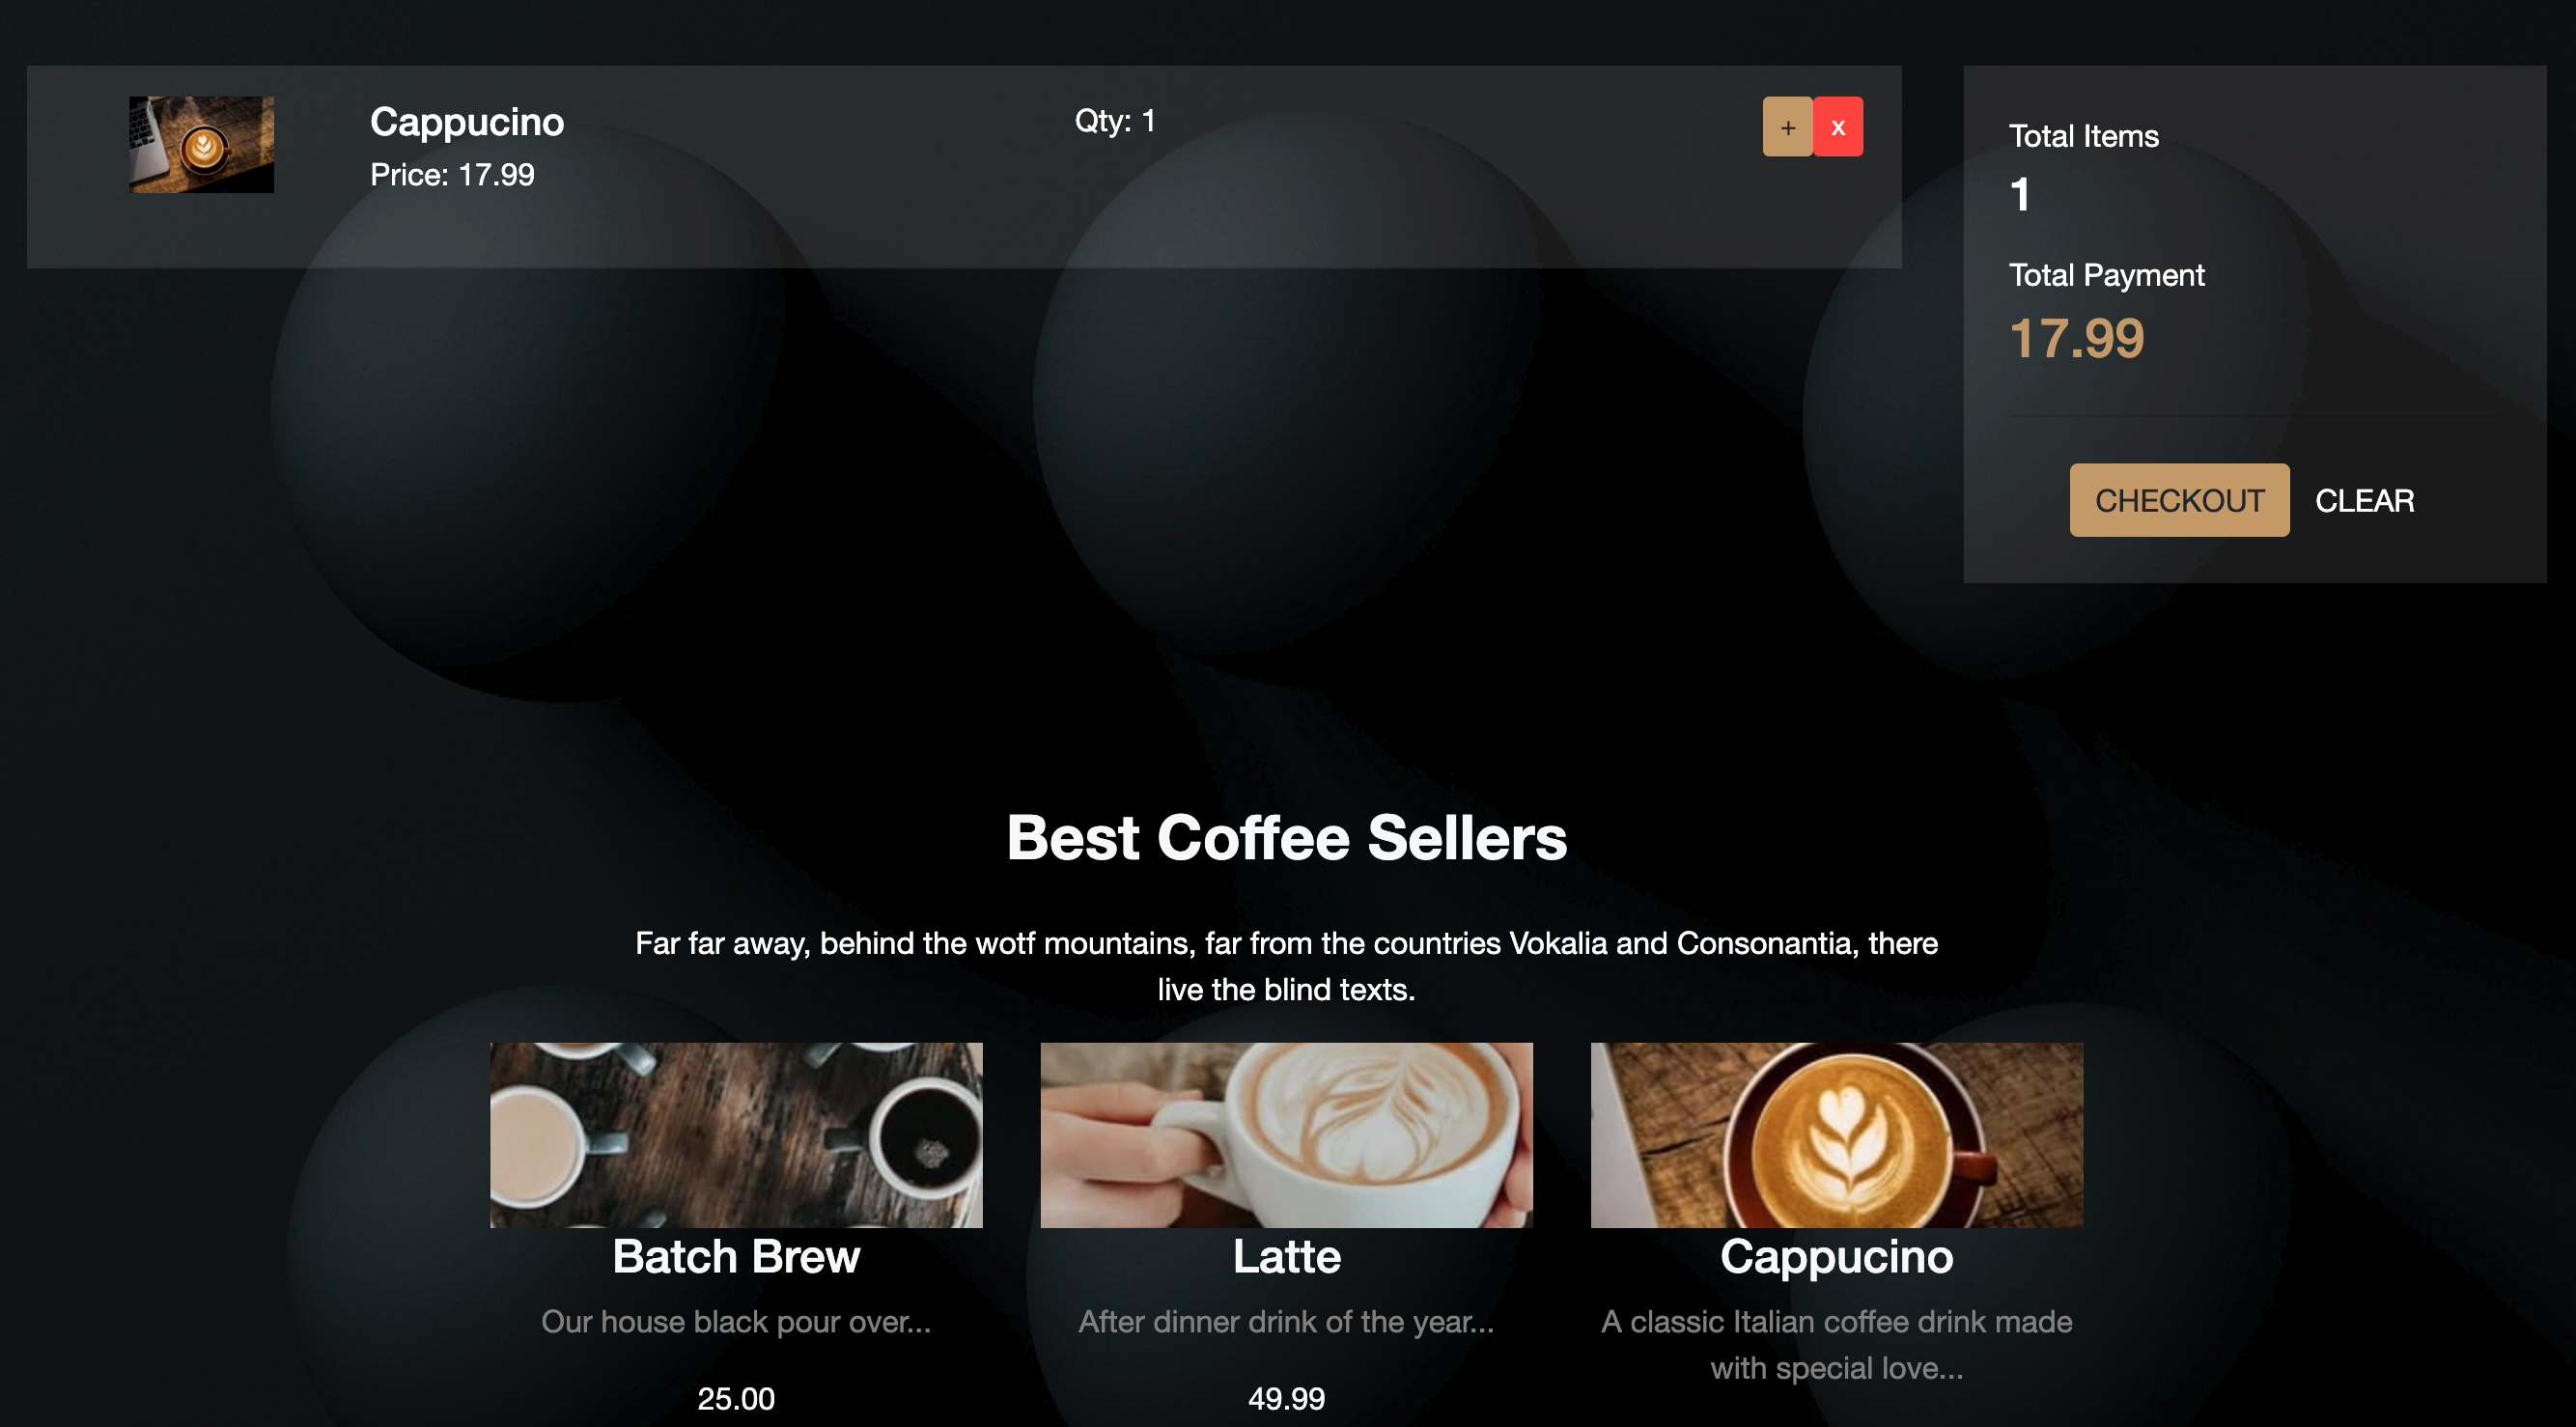 Cappucino
Price: 17.99
Qty: 1
+
x
Total Items
1
Total Payment
17.99
CHECKOUT
CLEAR
Best Coffee Sellers
Far far away, behind the wotf mountains, far from the countries Vokalia and Consonantia, there
live the blind texts.
Batch Brew
Our house black pour over...
25.00
Latte
After dinner drink of the year...
49.99
Cappucino
A classic Italian coffee drink made
with special love...